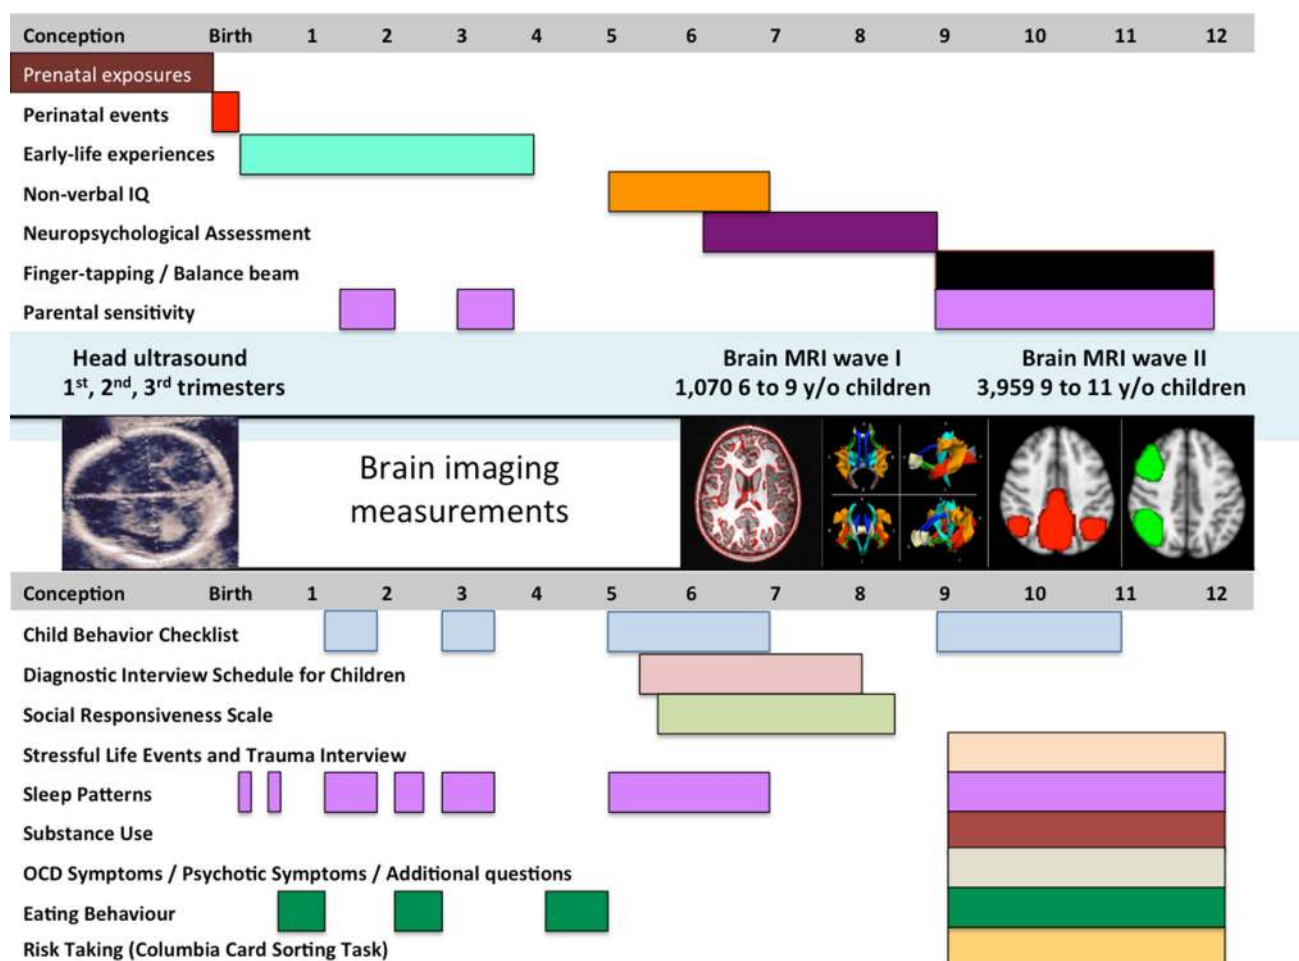 Conception Birth 1 2 3 4 5 6 7 8 9 10 11 12
Prenatal exposures
Perinatal events
Early-life experiences
Non-verbal IQ
Neuropsychological Assessment
Finger-tapping / Balance beam
Parental sensitivity
Head ultrasound
1st, 2nd, 3rd trimesters
Brain MRI wave I
1,070 6 to 9 y/o children
Brain MRI wave II
3,959 9 to 11 y/o children
Brain imaging
measurements
Conception Birth 1 2 3 4 5 6 7 8 9 10 11 12
Child Behavior Checklist
Diagnostic Interview Schedule for Children
Social Responsiveness Scale
Stressful Life Events and Trauma Interview
Sleep Patterns
Substance Use
OCD Symptoms / Psychotic Symptoms / Additional questions
Eating Behaviour
Risk Taking (Columbia Card Sorting Task)